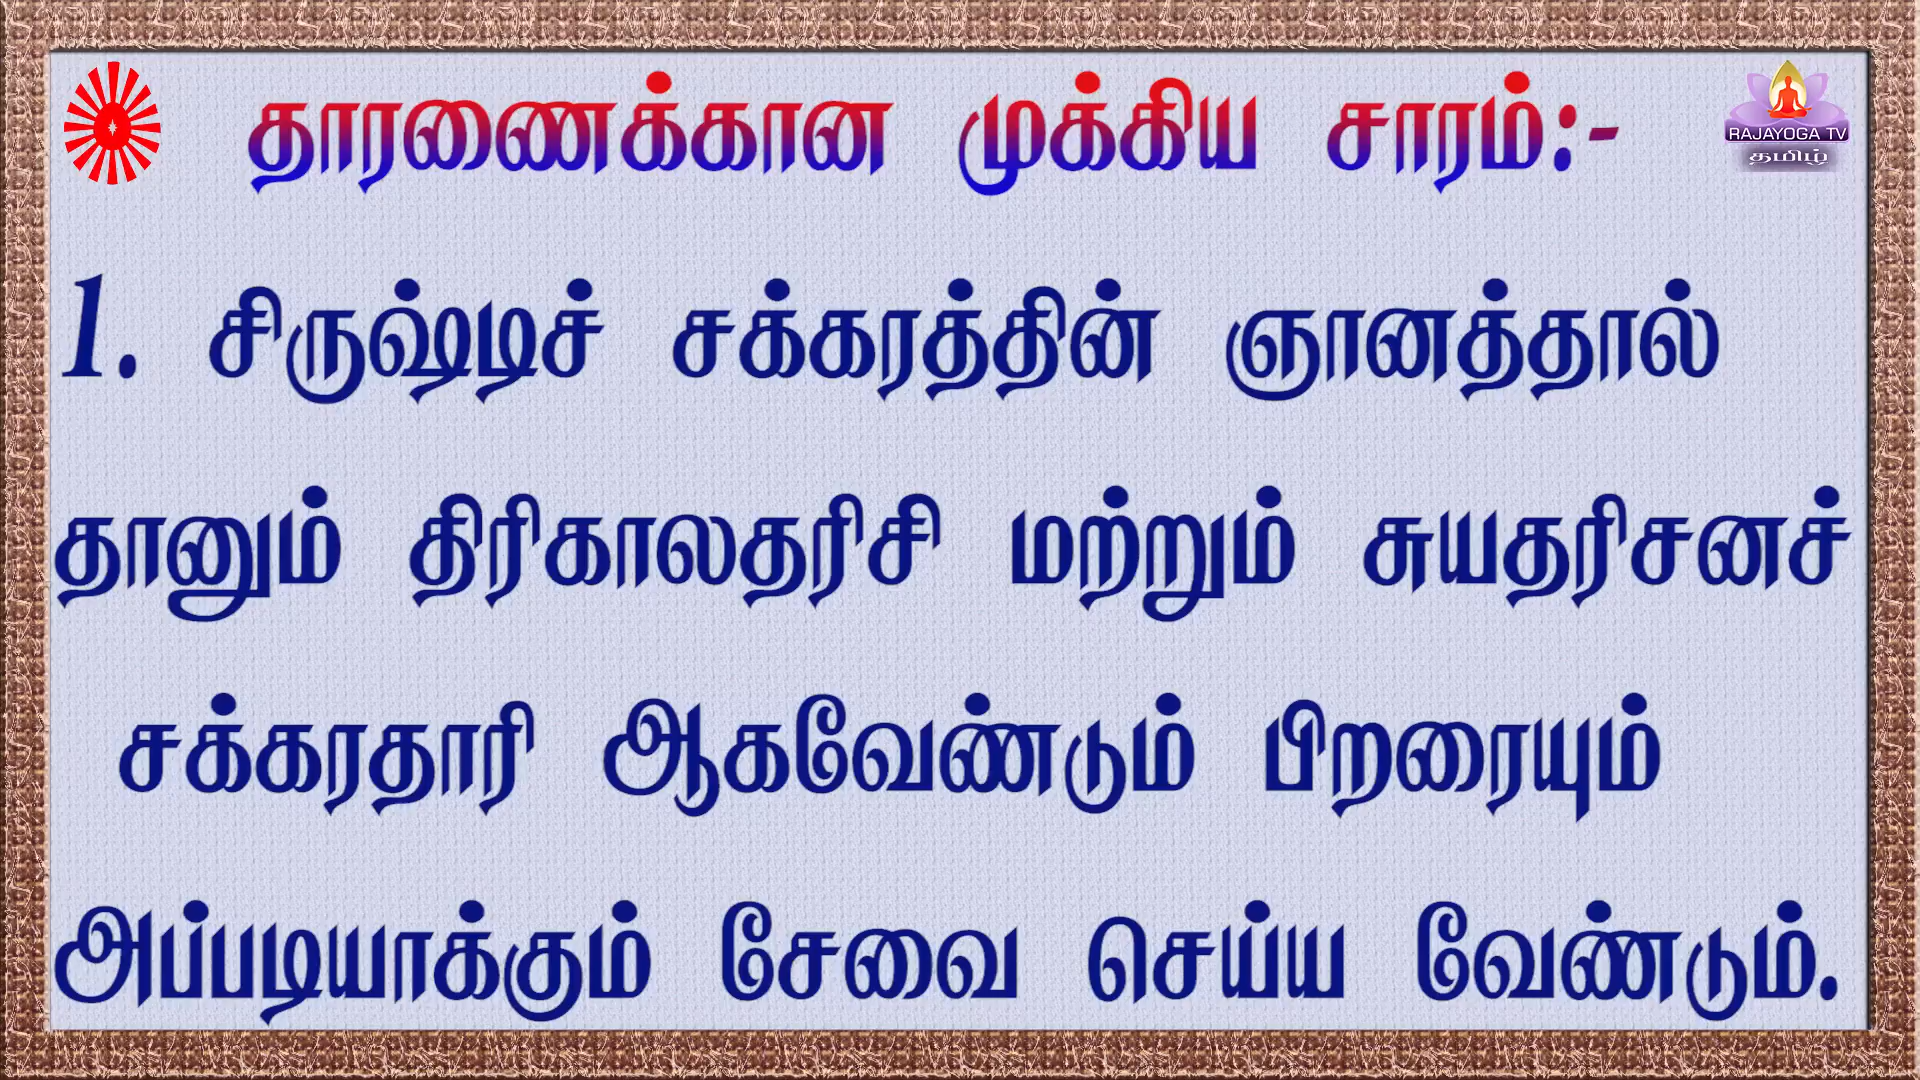 தாரணைக்கான முக்கிய சாரம்:-
RAJAYOGA TV
தமிழ்
1. சிருஷ்டிச் சக்கரத்தின் ஞானத்தால்
தானும் திரிகாலதரிசி மற்றும் சுயதரிசனச்
சக்கரதாரி ஆகவேண்டும் பிறரையும்
அப்படியாக்கும் சேவை செய்ய வேண்டும்.